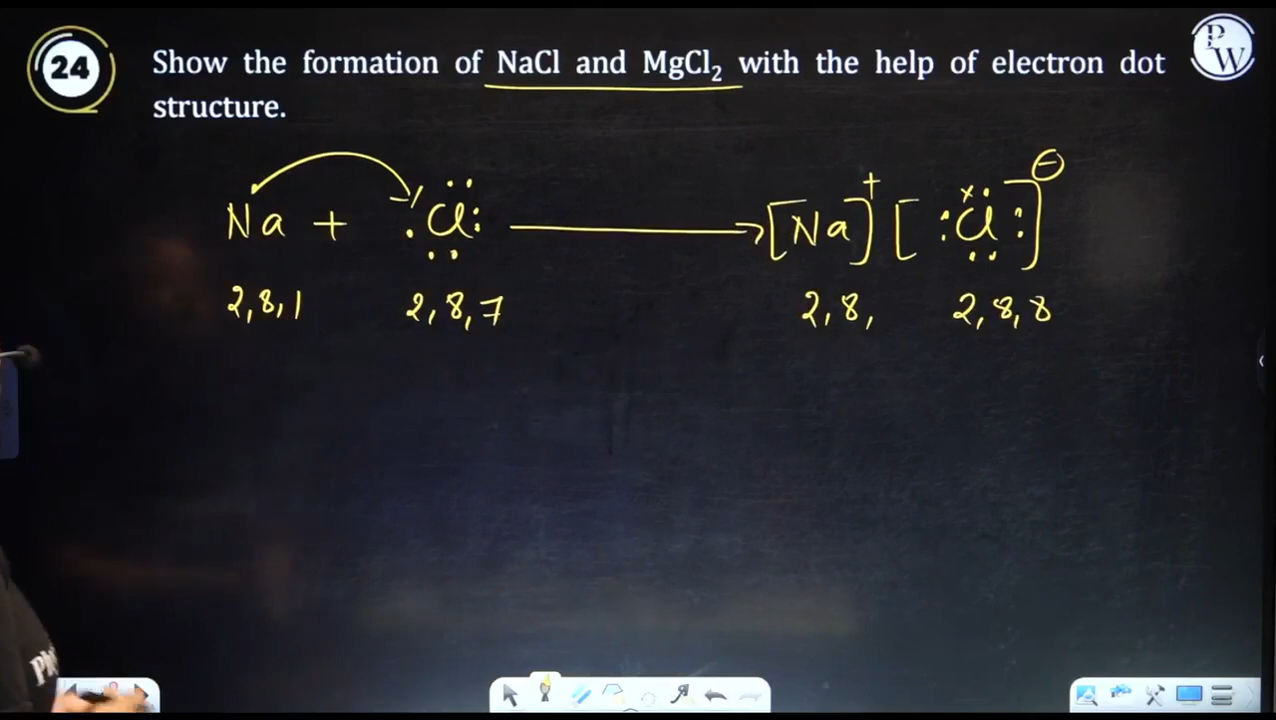 24 Show the formation of NaCl and MgCl₂ with the help of electron dot PW
structure.
Na + :Cl: → [Na]⁺ [:Cl:]⊖
2,8,1 2,8,7 2,8, 2,8,8